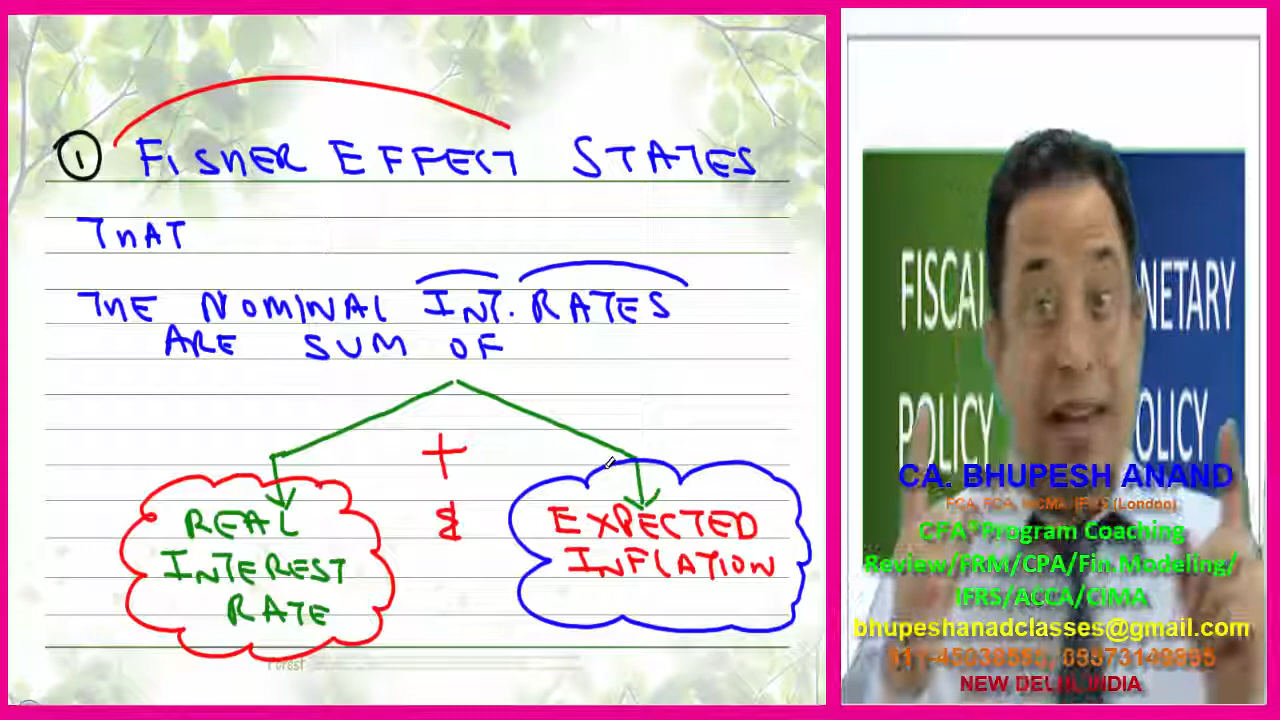 1 FISHER EFFECT STATES
THAT
THE NOMINAL INT. RATES
ARE SUM OF
+
&
REAL
INTEREST
RATE
EXPECTED
INFLATION
Forest
FISCAL
POLICY
NETARY
OLICY
CA. BHUPESH ANAND
(London)
CFA Program Coaching
Review/FRM/CPA/Fin.Modeling/
IFRS/ACCA/CIMA
bhupeshanadclasses@gmail.com
NEW DELHI, INDIA